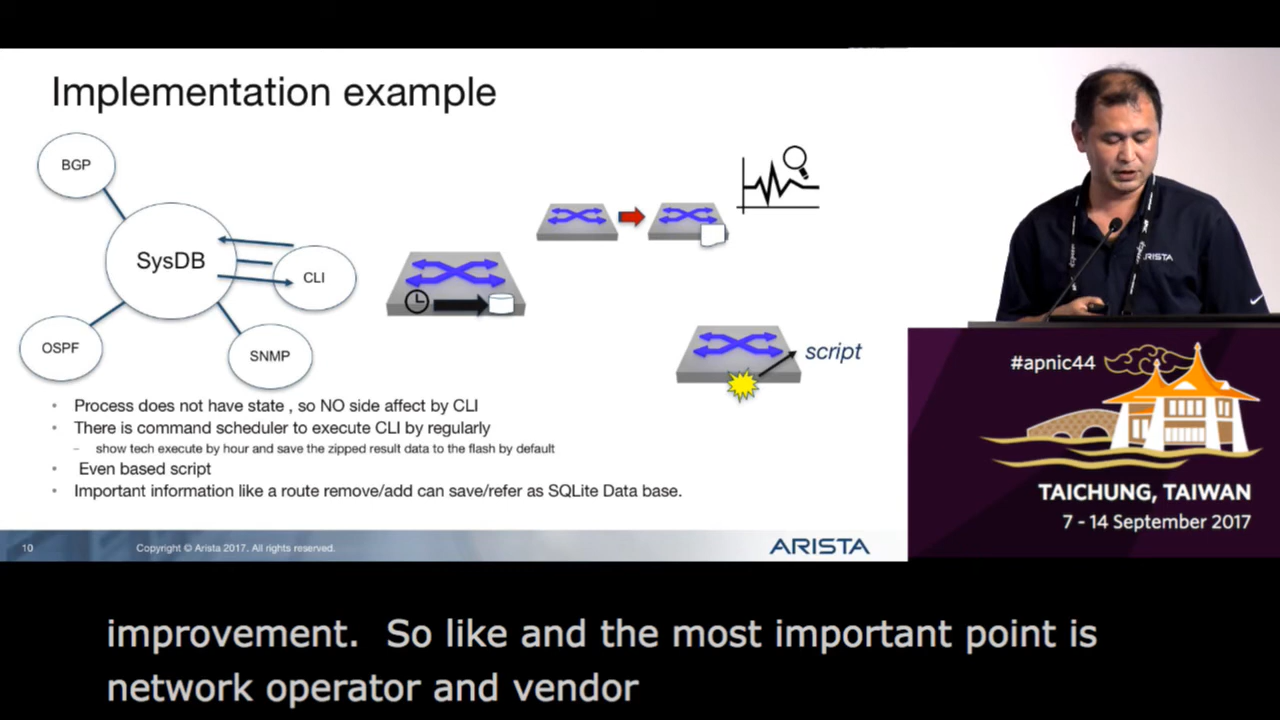 Implementation example
BGP
SysDB
CLI
OSPF
SNMP
script
• Process does not have state , so NO side affect by CLI
• There is command scheduler to execute CLI by regularly
– show tech execute by hour and save the zipped result data to the flash by default
• Even based script
• Important information like a route remove/add can save/refer as SQLite Data base.
10
Copyright © Arista 2017. All rights reserved.
ARISTA
ARISTA
#apnic44
TAICHUNG, TAIWAN
7 - 14 September 2017
improvement. So like and the most important point is
network operator and vendor